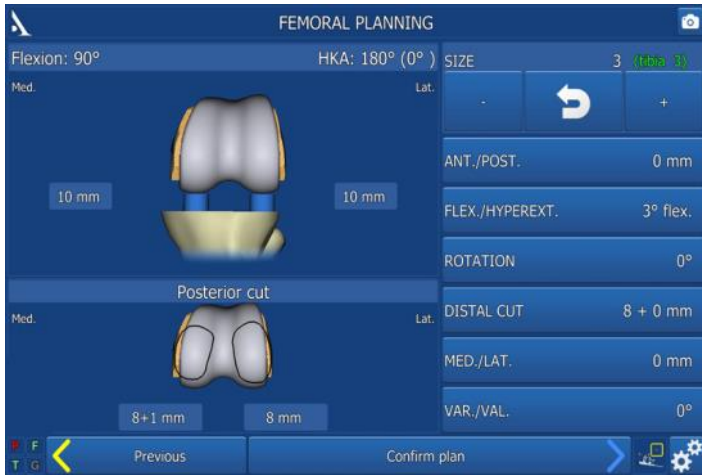 FEMORAL PLANNING
Flexion: 90° HKA: 180° (0° )
Med. Lat.
10 mm 10 mm
Posterior cut
Med. Lat.
8+1 mm 8 mm
SIZE 3 (tibia 3)
- +
ANT./POST. 0 mm
FLEX./HYPEREXT. 3° flex.
ROTATION 0°
DISTAL CUT 8 + 0 mm
MED./LAT. 0 mm
VAR./VAL. 0°
P F
T G
Previous Confirm plan